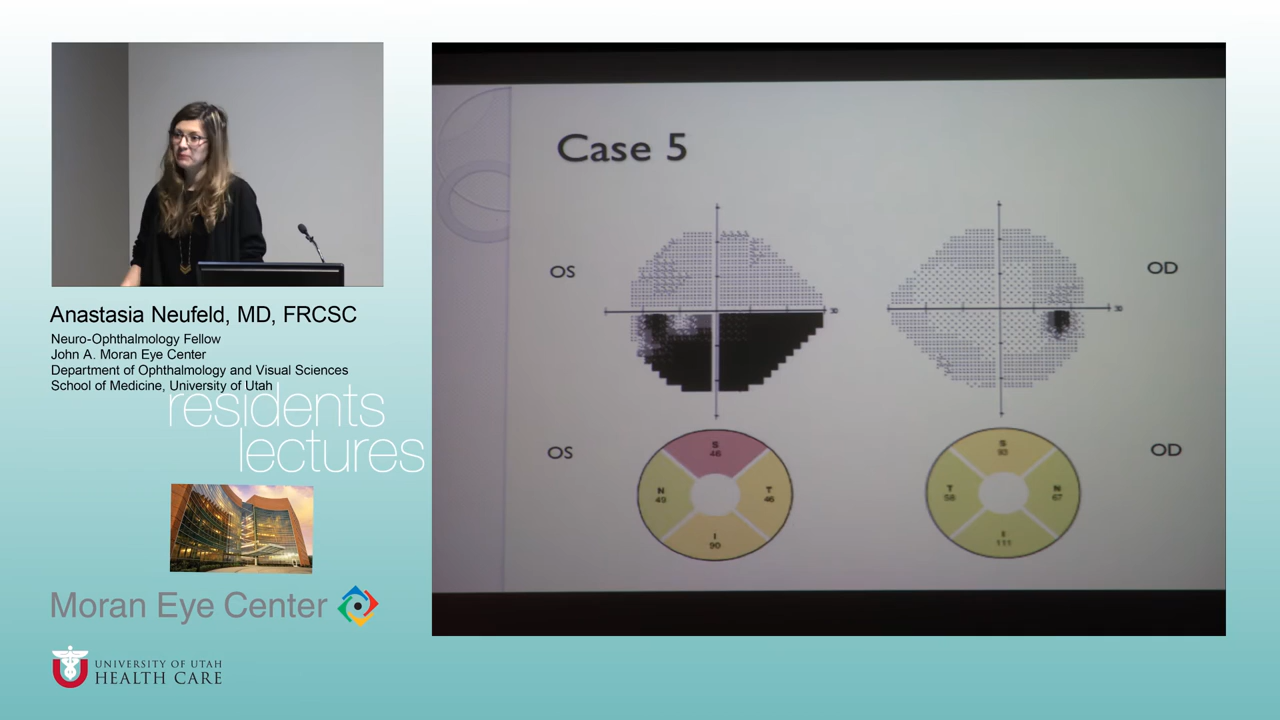 Case 5
OS
OD
30
30
OS
OD
S
46
N
49
T
46
I
90
S
93
T
58
N
67
I
111
Anastasia Neufeld, MD, FRCSC
Neuro-Ophthalmology Fellow
John A. Moran Eye Center
Department of Ophthalmology and Visual Sciences
School of Medicine, University of Utah
residents
lectures
Moran Eye Center
UNIVERSITY OF UTAH
HEALTH CARE